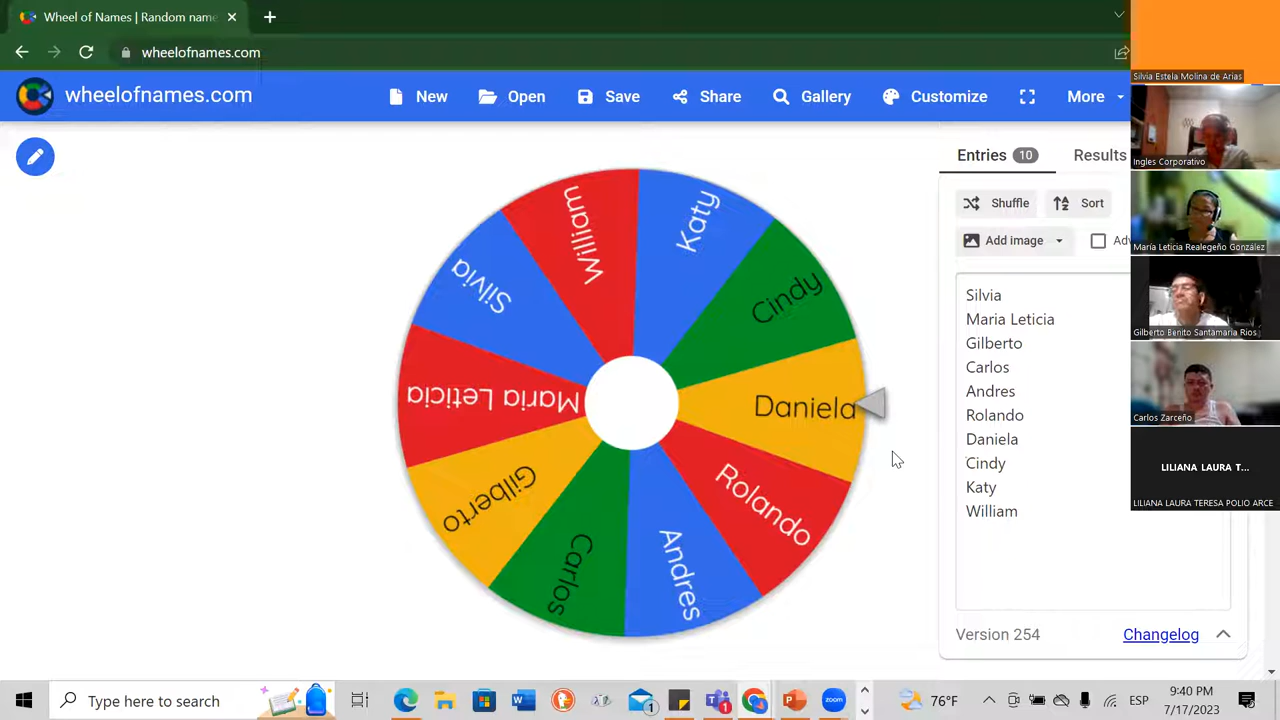 Wheel of Names | Random name
wheelofnames.com
wheelofnames.com
New
Open
Save
Share
Gallery
Customize
More
Entries 10
Results
Shuffle
Sort
Add image
Silvia
Maria Leticia
Gilberto
Carlos
Andres
Rolando
Daniela
Cindy
Katy
William
Version 254
Changelog
William
Katy
Cindy
Daniela
Rolando
Andres
Carlos
Gilberto
Maria Leticia
Silvia
Silvia Estela Molina de Arias
Ingles Corporativo
María Leticia Realegeño González
Gilberto Benito Santamaria Rios
Carlos Zarceño
LILIANA LAURA T...
LILIANA LAURA TERESA POLIO ARCE
Type here to search
1
1
76°F
ESP
9:40 PM
7/17/2023